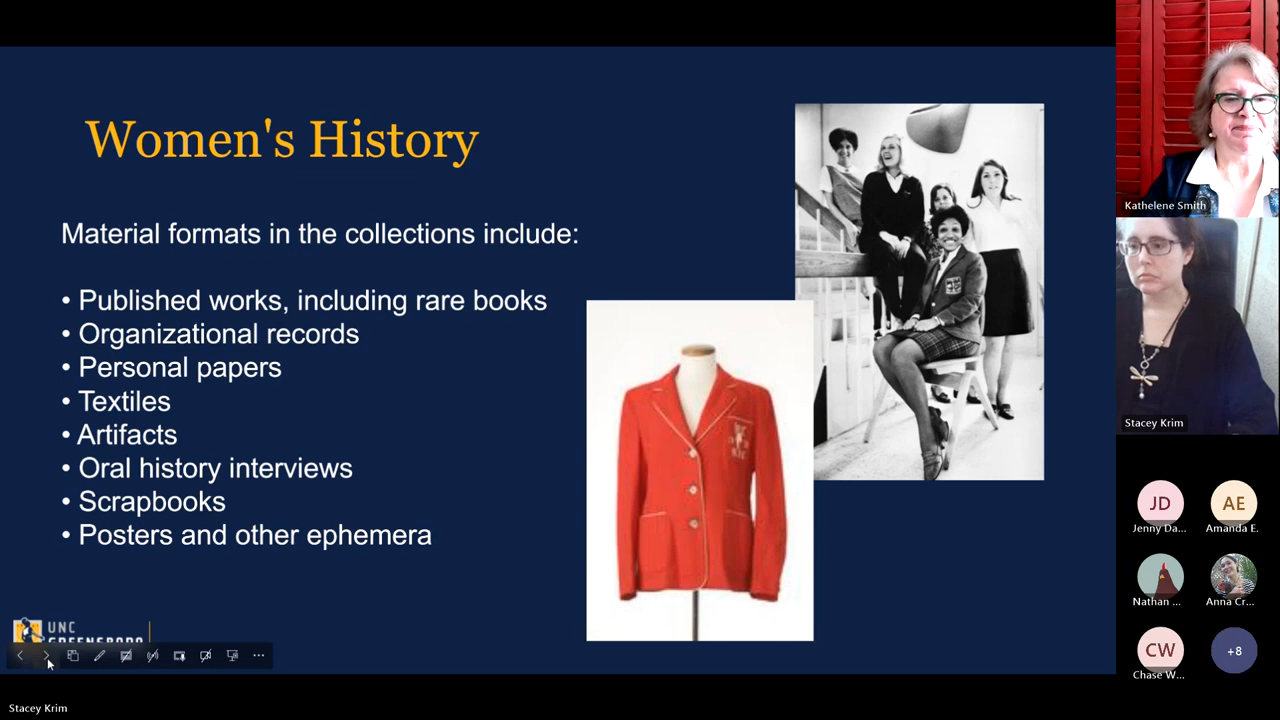 Women's History
Material formats in the collections include:
• Published works, including rare books
• Organizational records
• Personal papers
• Textiles
• Artifacts
• Oral history interviews
• Scrapbooks
• Posters and other ephemera
UNC
GREENSBORO
Stacey Krim
Kathelene Smith
Stacey Krim
JD
AE
Jenny Da...
Amanda E.
Nathan ...
Anna Cr...
CW
+8
Chase W...